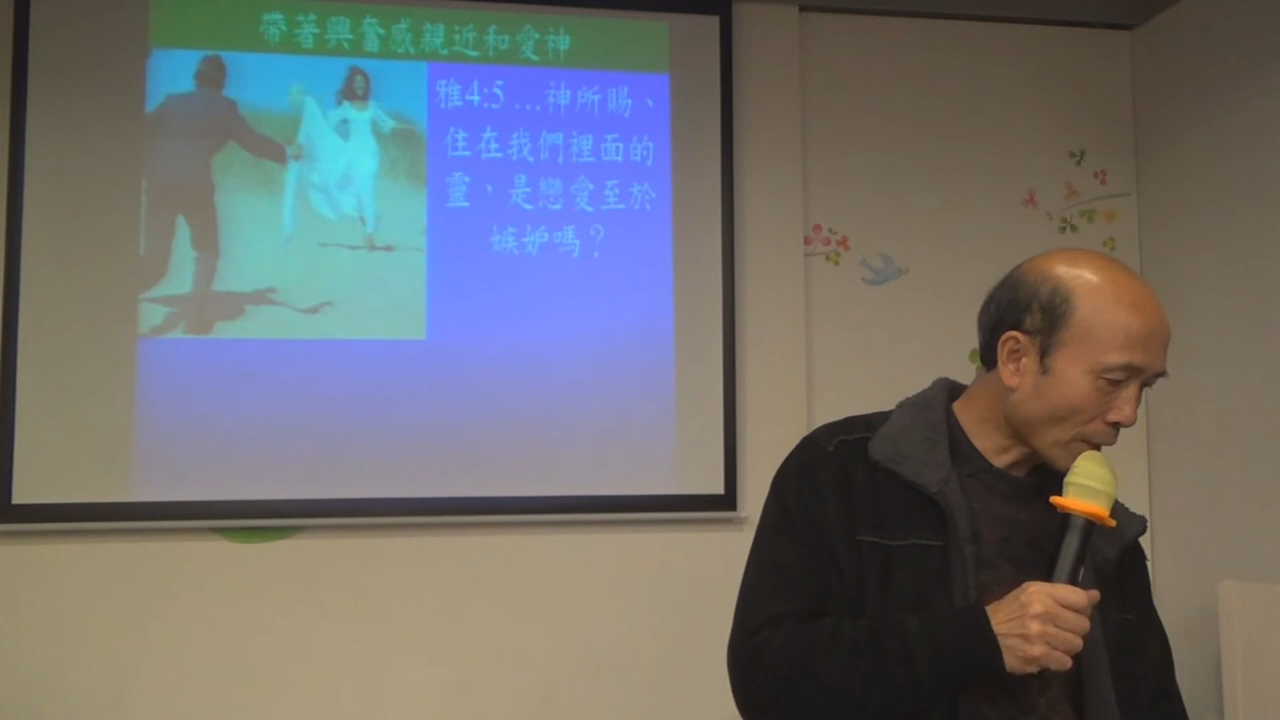 帶著興奮感親近和愛神
雅4:5 …神所賜、
住在我們裡面的
靈，是戀愛至於
嫉妒嗎？